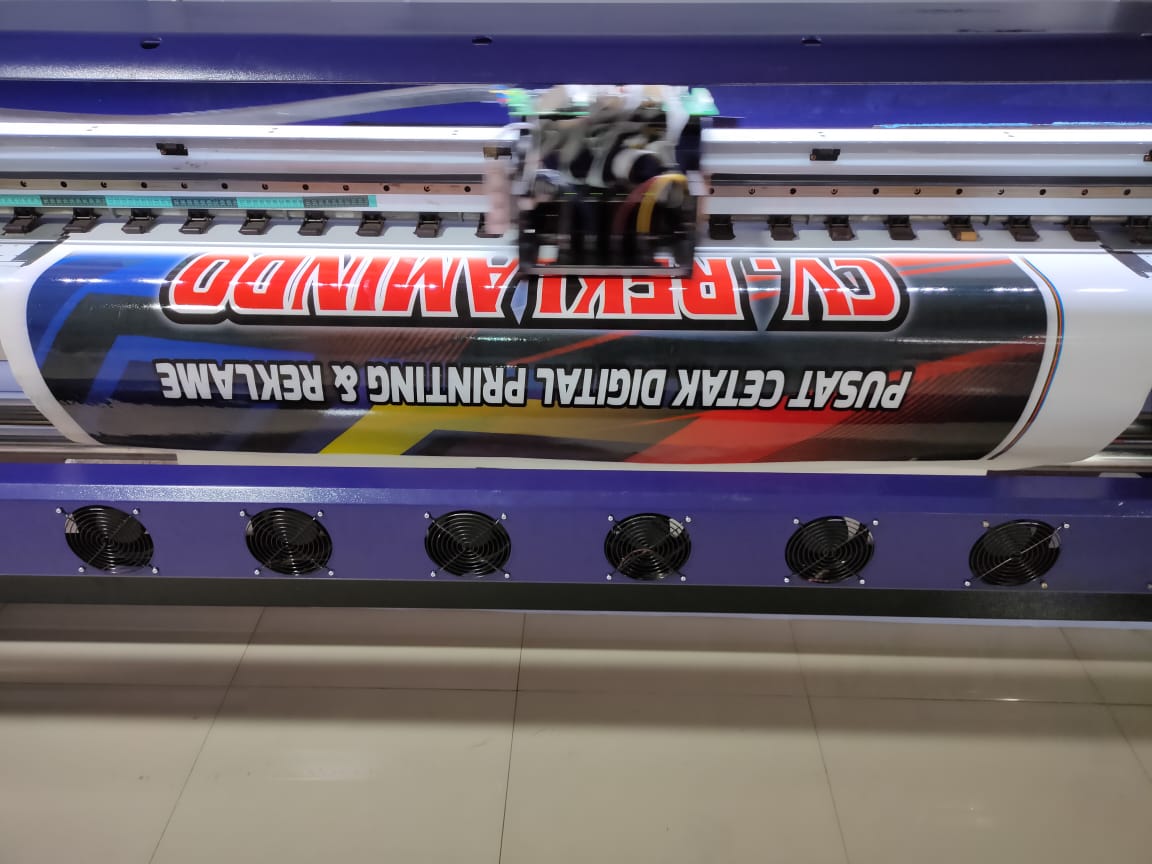 CV. REKLAMINDO
PUSAT CETAK DIGITAL PRINTING & REKLAME